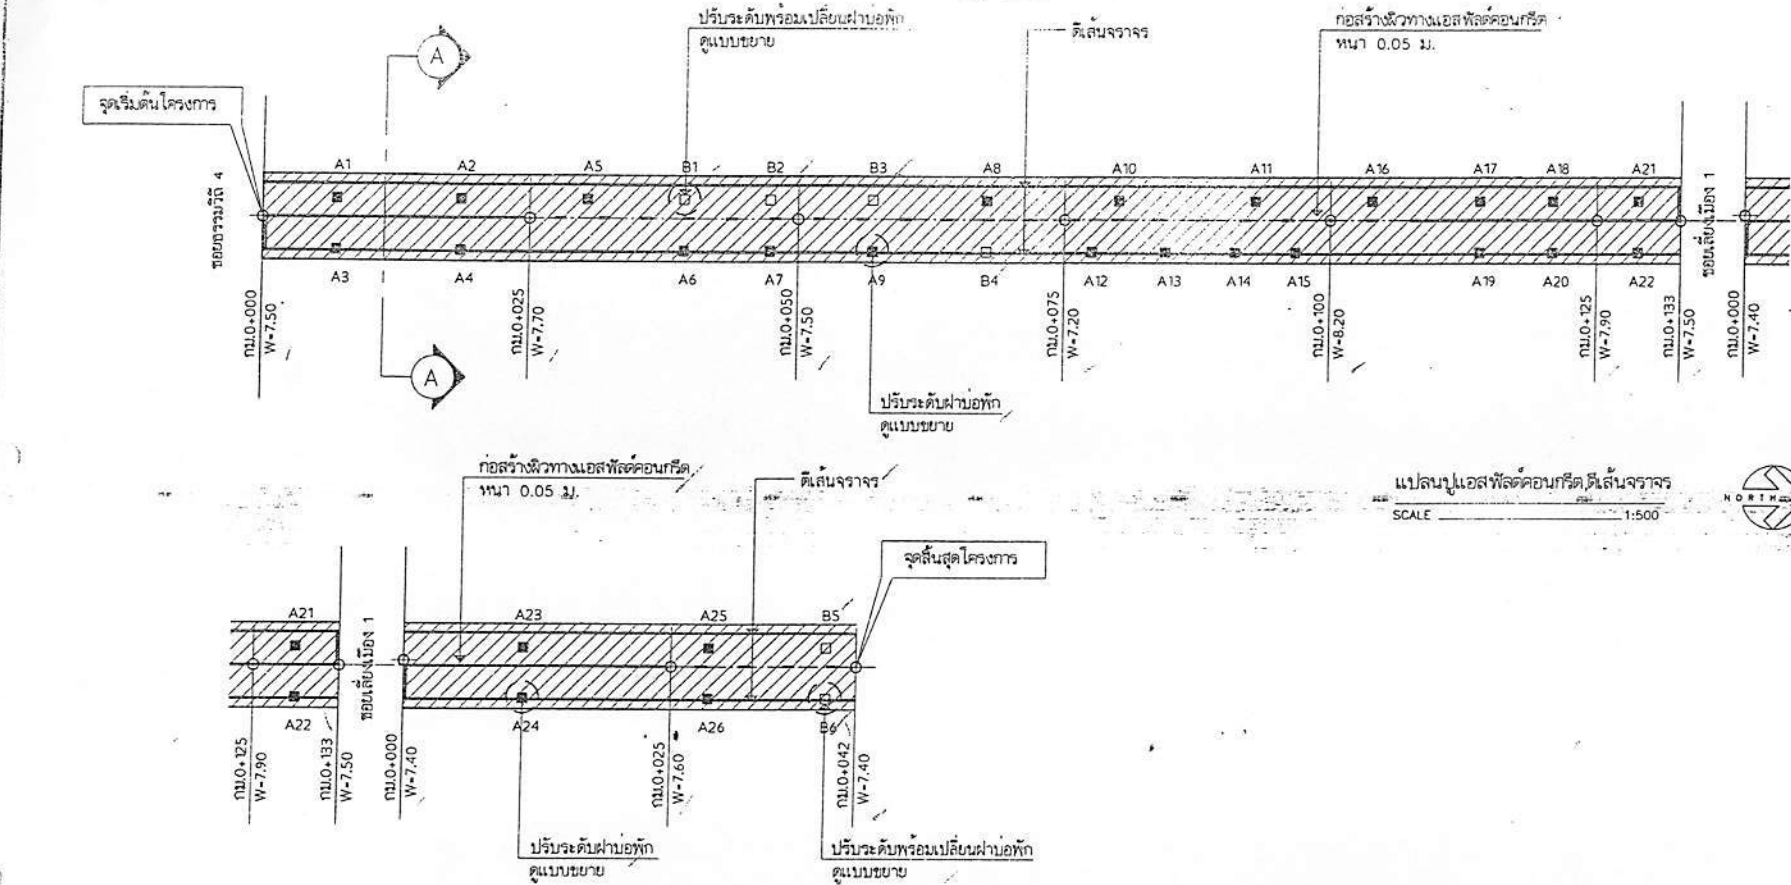 ปรับระดับพร้อมเปลี่ยนฝาบ่อพัก
ดูแบบขยาย
ตีเส้นจราจร
ก่อสร้างผิวทางแอสฟัลต์คอนกรีต
หนา 0.05 ม.
A
จุดเริ่มต้นโครงการ
ซอยธรรมวิถี 4
A1 A2 A5 B1 B2 B3 A8 A10 A11 A16 A17 A18 A21
ซอยเลี่ยงเมือง 1
A3 A4 A6 A7 A9 B4 A12 A13 A14 A15 A19 A20 A22
กม.0+000
W=7.50
กม.0+025
W=7.70
กม.0+050
W=7.50
กม.0+075
W=7.20
กม.0+100
W=8.20
กม.0+125
W=7.90
กม.0+133
W=7.50
กม.0+000
W=7.40
A
ปรับระดับฝาบ่อพัก
ดูแบบขยาย
ก่อสร้างผิวทางแอสฟัลต์คอนกรีต
หนา 0.05 ม.
ตีเส้นจราจร
แปลนปูแอสฟัลต์คอนกรีต,ตีเส้นจราจร
SCALE 1:500
NORTH
จุดสิ้นสุดโครงการ
A21 A23 A25 B5
ซอยเลี่ยงเมือง 1
A22 A24 A26 B6
กม.0+125
W=7.90
กม.0+133
W=7.50
กม.0+000
W=7.40
กม.0+025
W=7.60
กม.0+042
W=7.40
ปรับระดับฝาบ่อพัก
ดูแบบขยาย
ปรับระดับพร้อมเปลี่ยนฝาบ่อพัก
ดูแบบขยาย